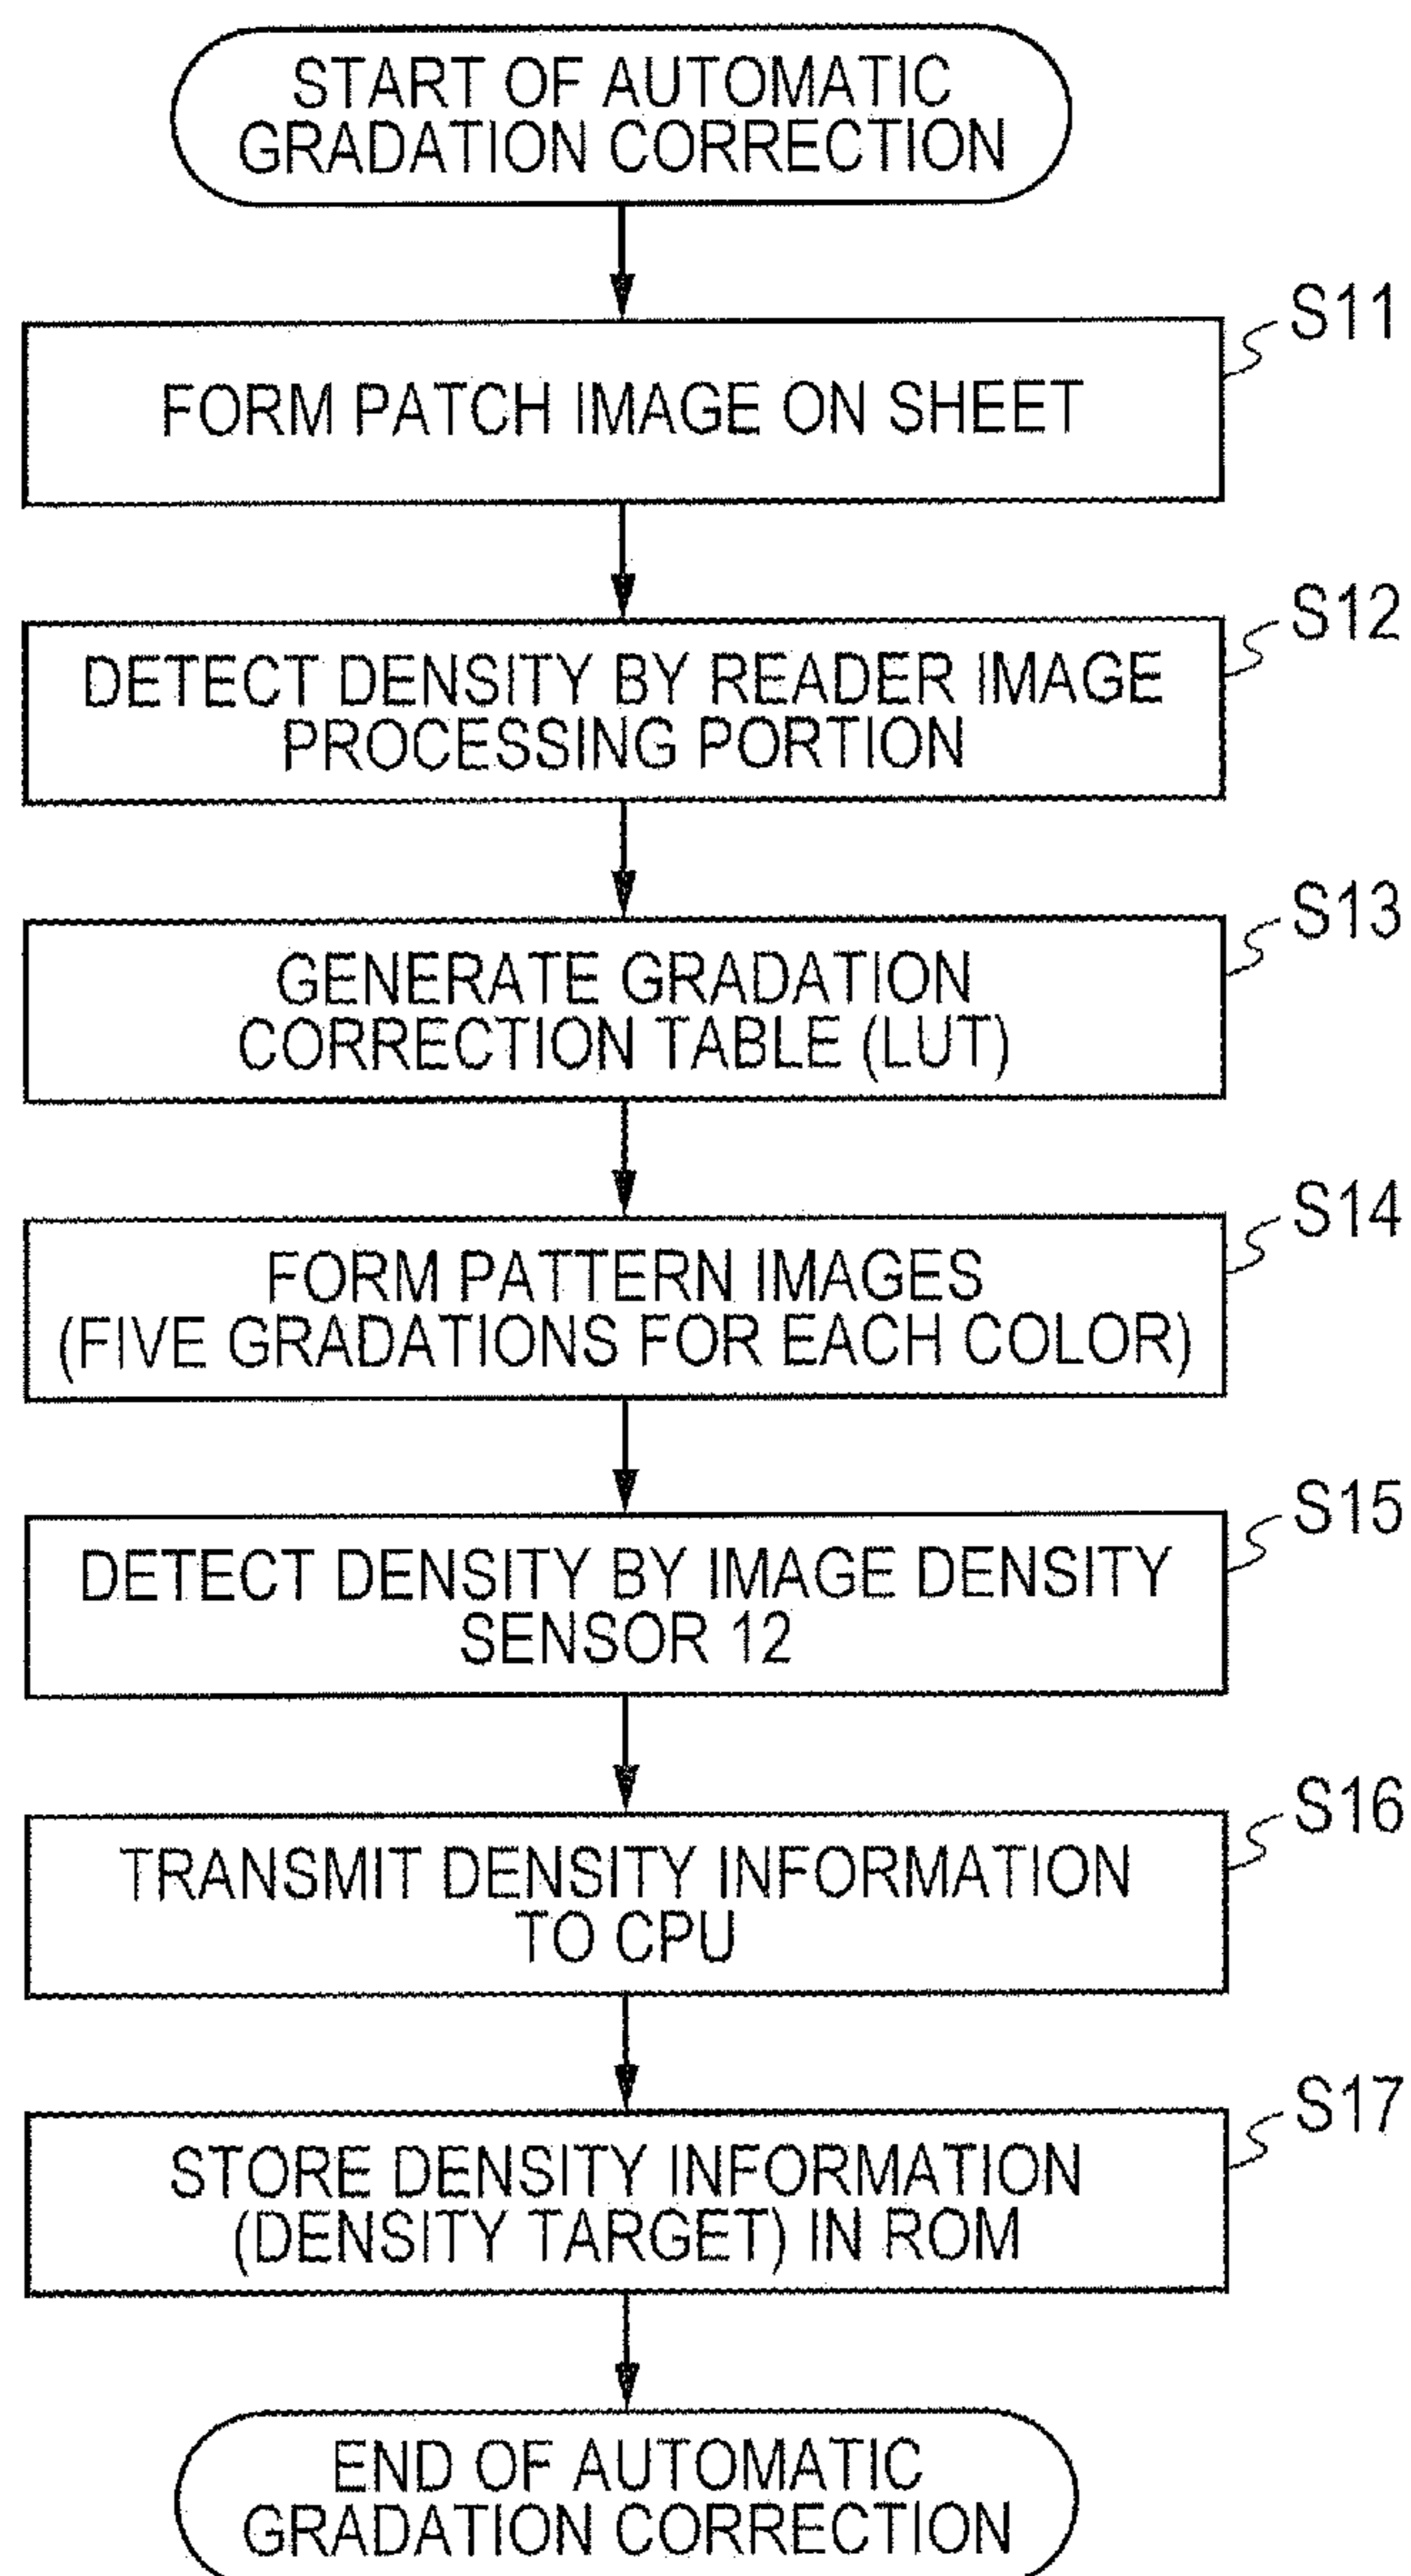 START OF AUTOMATIC
GRADATION CORRECTION
S11
FORM PATCH IMAGE ON SHEET
S12
DETECT DENSITY BY READER IMAGE
PROCESSING PORTION
S13
GENERATE GRADATION
CORRECTION TABLE (LUT)
S14
FORM PATTERN IMAGES
(FIVE GRADATIONS FOR EACH COLOR)
S15
DETECT DENSITY BY IMAGE DENSITY
SENSOR 12
S16
TRANSMIT DENSITY INFORMATION
TO CPU
S17
STORE DENSITY INFORMATION
(DENSITY TARGET) IN ROM
END OF AUTOMATIC
GRADATION CORRECTION